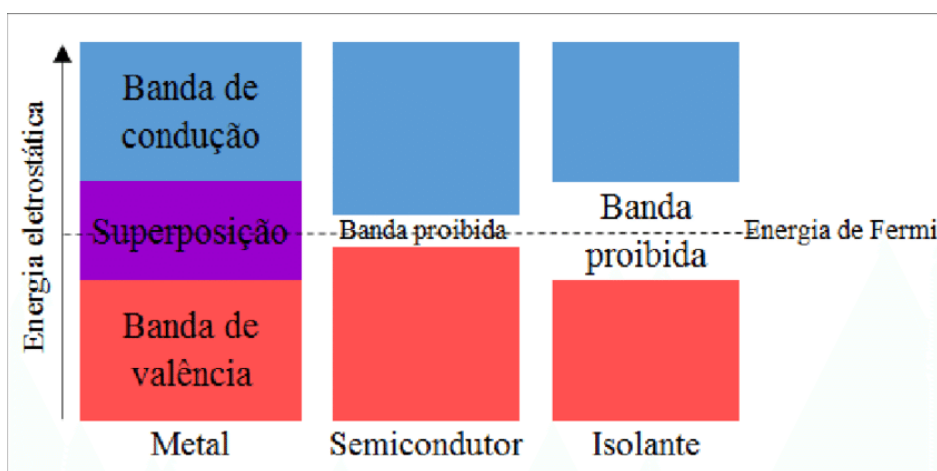 Energia eletrostática
Banda de
condução
Superposição
Banda de
valência
Metal
Banda proibida
Semicondutor
Banda
proibida
Isolante
Energia de Fermi